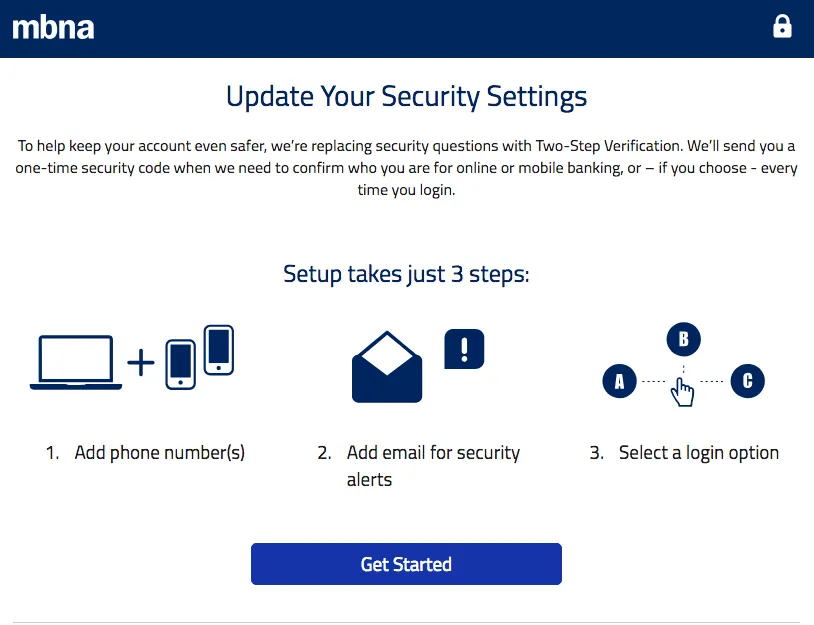 mbna
Update Your Security Settings
To help keep your account even safer, we're replacing security questions with Two-Step Verification. We'll send you a
one-time security code when we need to confirm who you are for online or mobile banking, or – if you choose - every
time you login.
Setup takes just 3 steps:
!
A
B
C
1. Add phone number(s)
2. Add email for security
alerts
3. Select a login option
Get Started